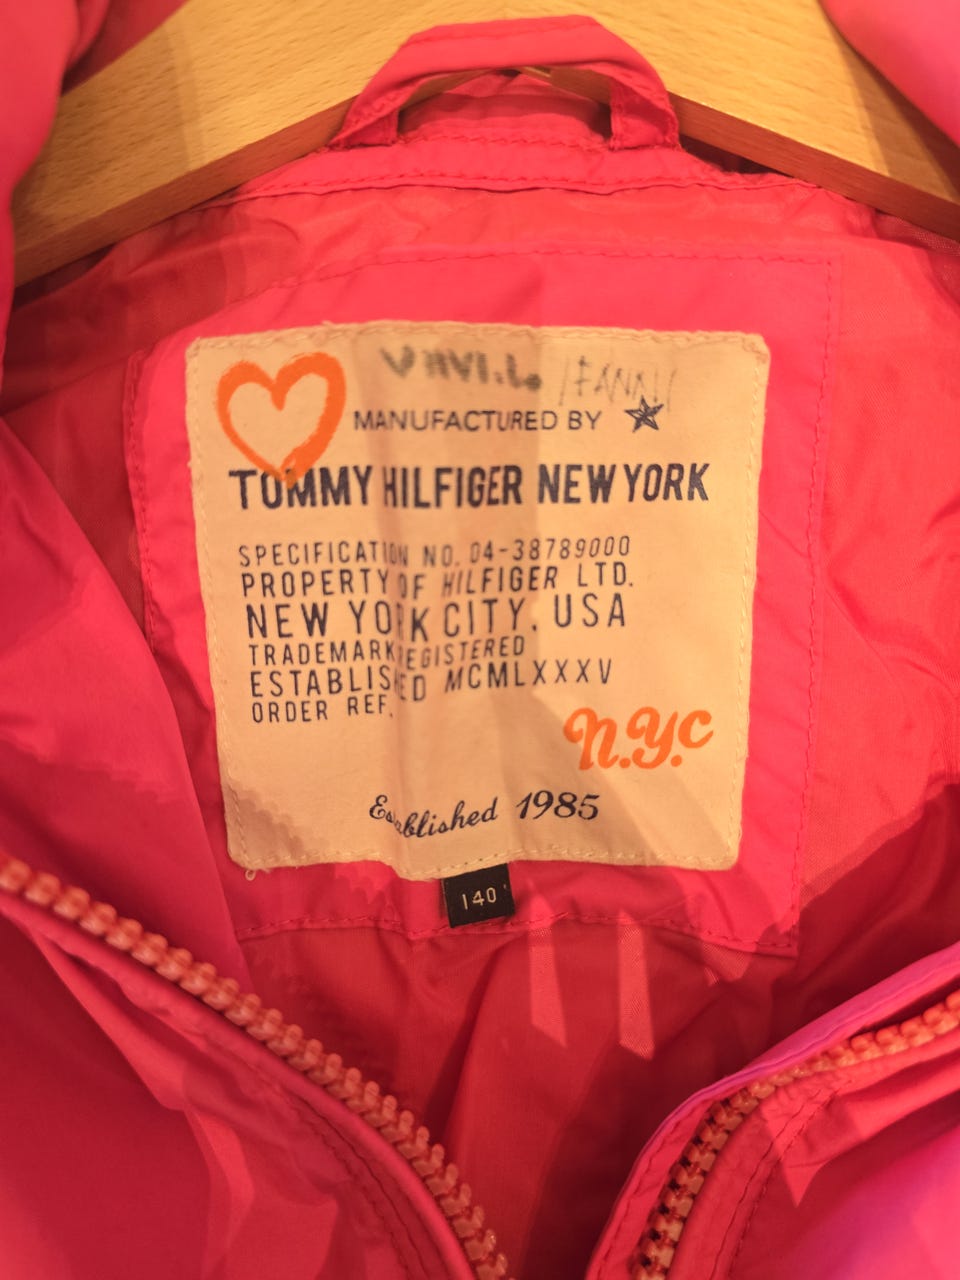 FANNI
MANUFACTURED BY
TOMMY HILFIGER NEW YORK
SPECIFICATION NO. 04-38789000
PROPERTY OF HILFIGER LTD.
NEW YORK CITY, USA
TRADEMARK REGISTERED
ESTABLISHED MCMLXXXV
ORDER REF.
N.Y.C
Established 1985
140